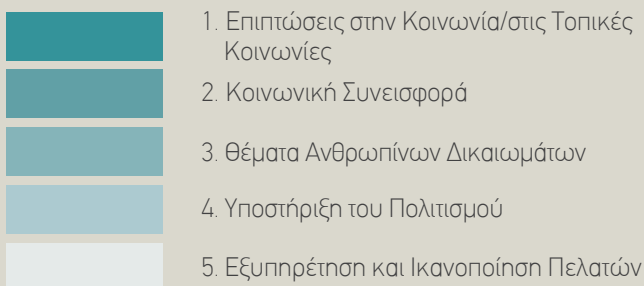 1. Επιπτώσεις στην Κοινωνία/στις Τοπικές
Κοινωνίες
2. Κοινωνική Συνεισφορά
3. Θέματα Ανθρωπίνων Δικαιωμάτων
4. Υποστήριξη του Πολιτισμού
5. Εξυπηρέτηση και Ικανοποίηση Πελατών